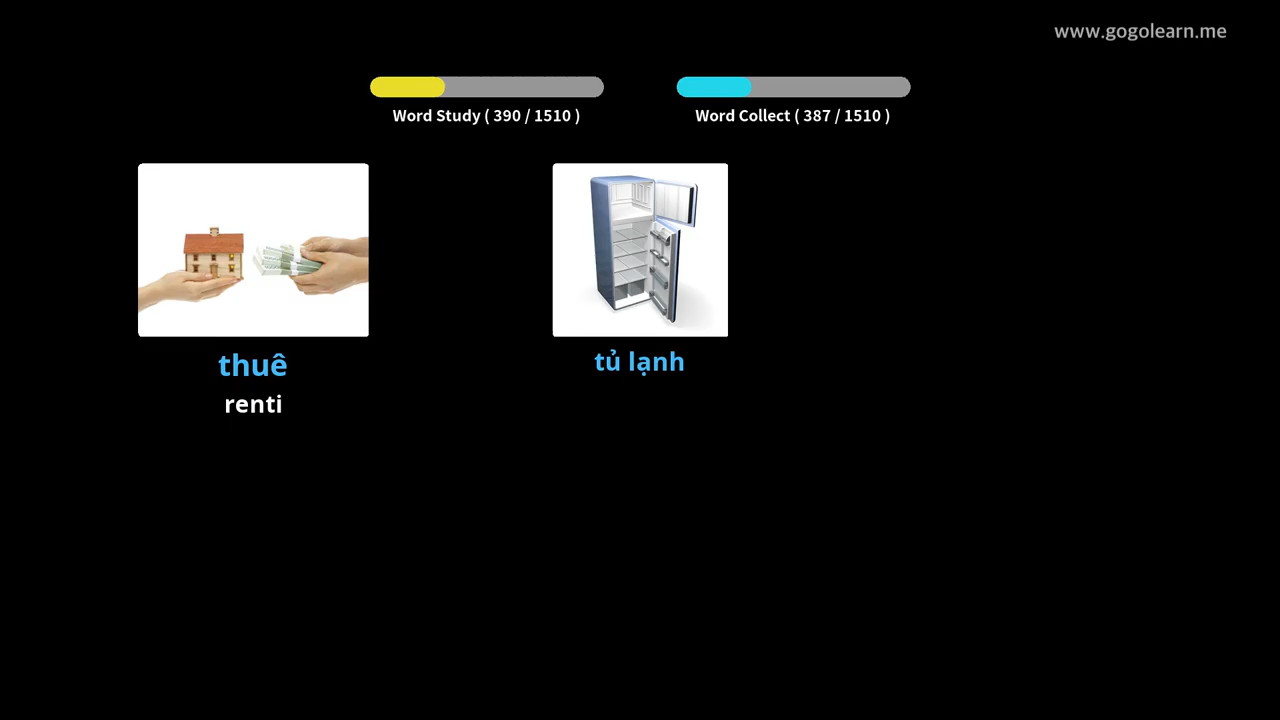 www.gogolearn.me
Word Study ( 390 / 1510 )
Word Collect ( 387 / 1510 )
thuê
renti
tủ lạnh